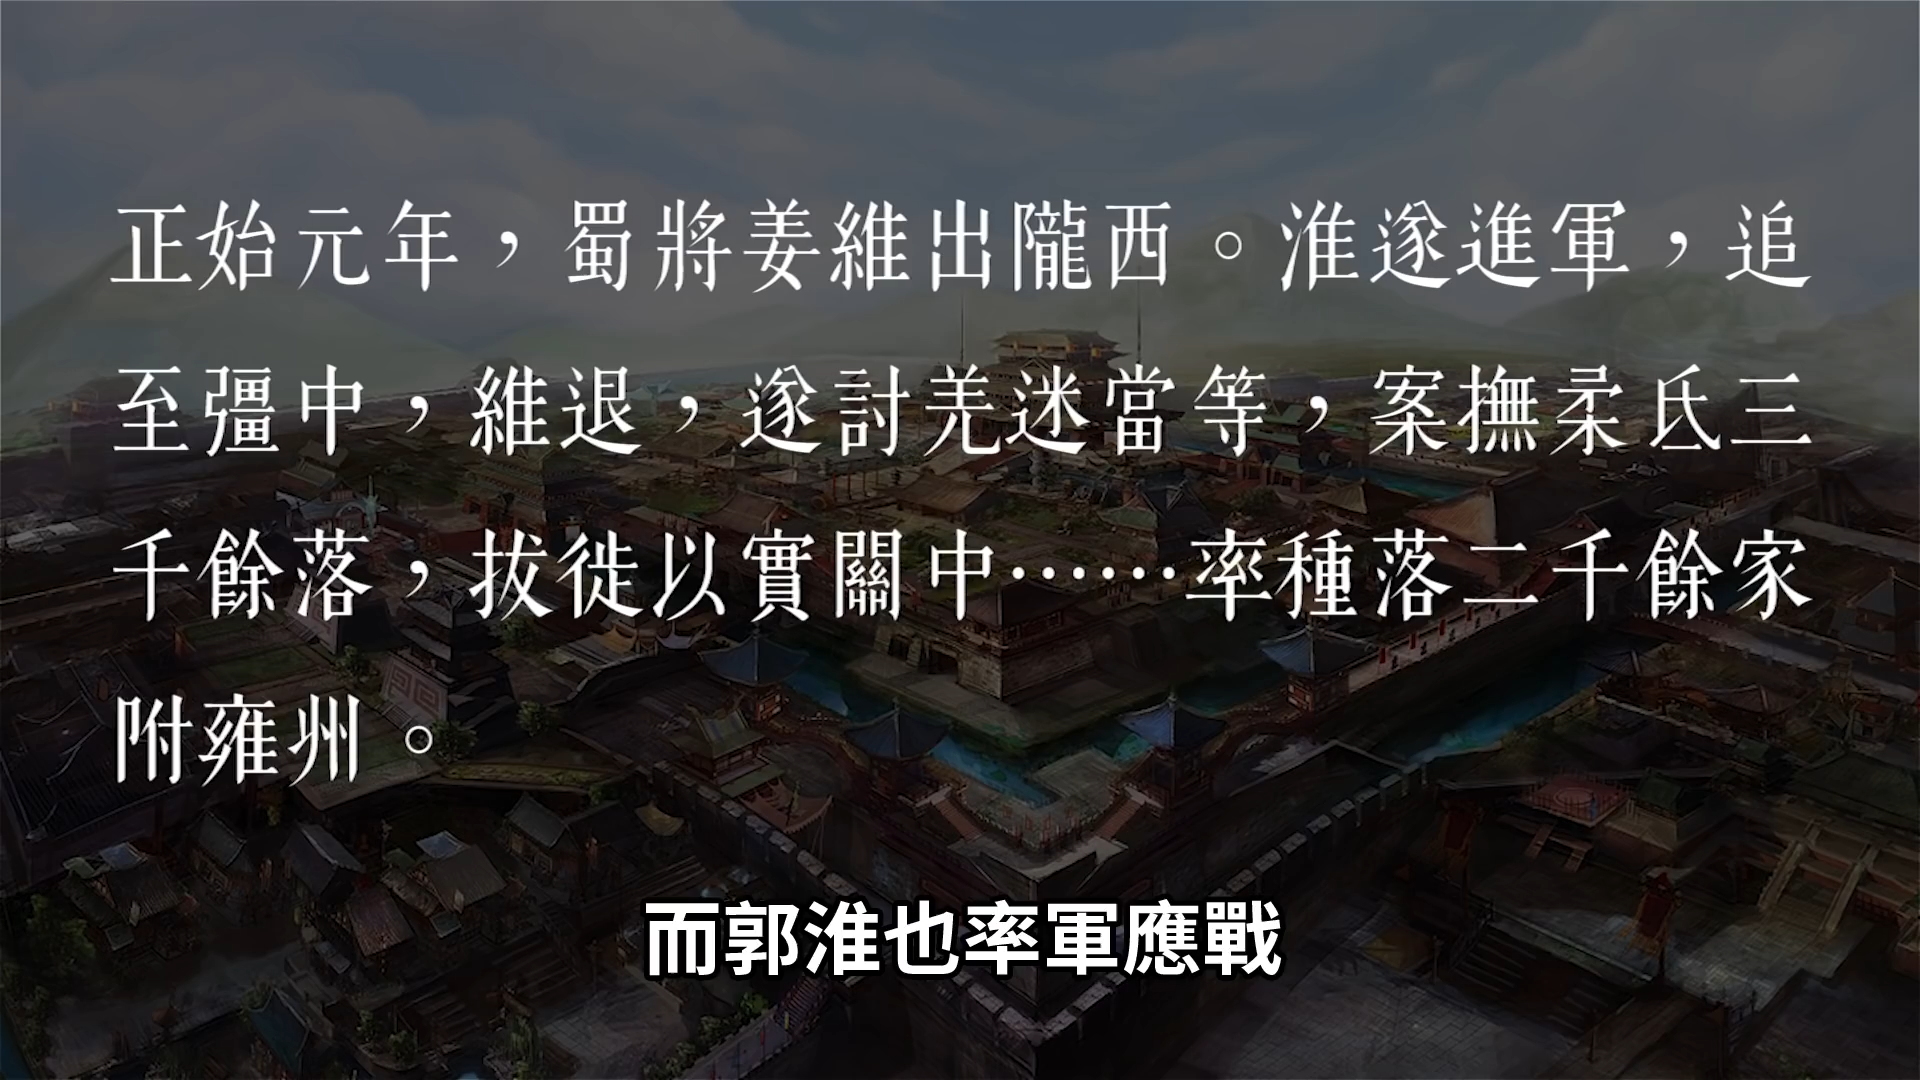 正始元年，蜀將姜維出隴西。淮遂進軍，追
至彊中，維退，遂討羌迷當等，案撫柔氐三
千餘落，拔徙以實關中……率種落二千餘家
附雍州。
而郭淮也率軍應戰